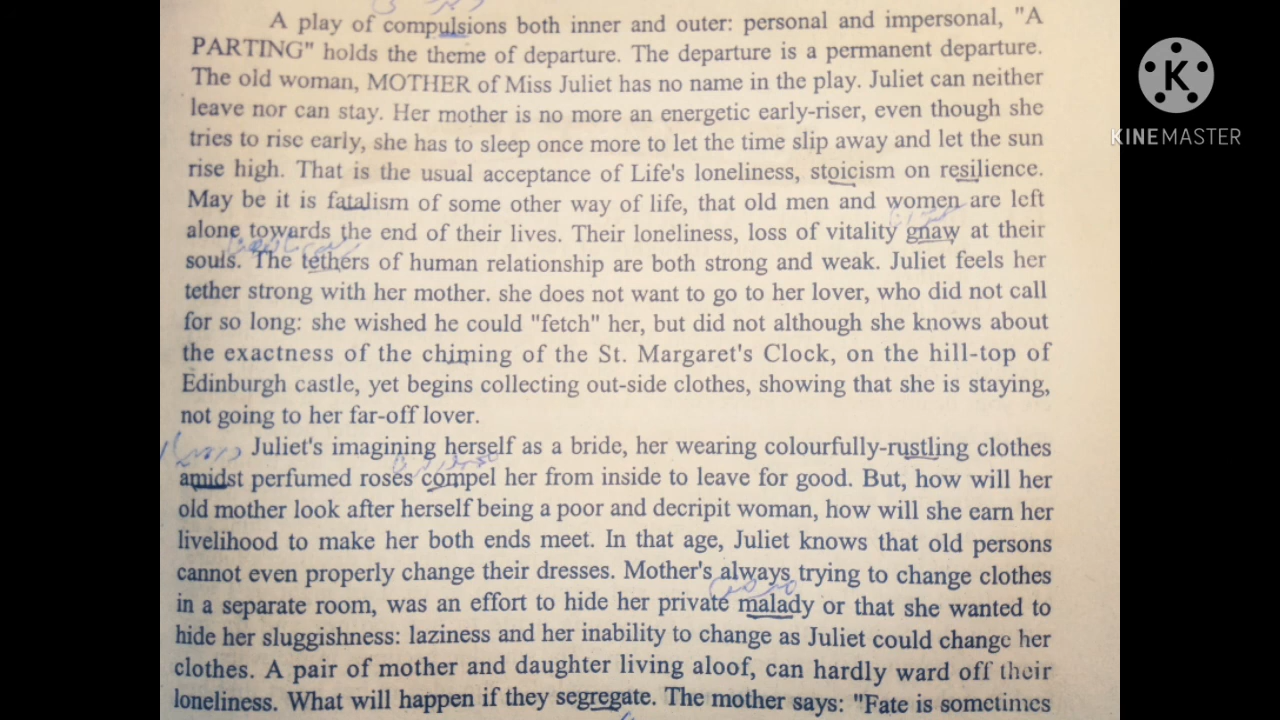 A play of compulsions both inner and outer: personal and impersonal, "A
PARTING" holds the theme of departure. The departure is a permanent departure.
The old woman, MOTHER of Miss Juliet has no name in the play. Juliet can neither
leave nor can stay. Her mother is no more an energetic early-riser, even though she
tries to rise early, she has to sleep once more to let the time slip away and let the sun
rise high. That is the usual acceptance of Life's loneliness, stoicism on resilience.
May be it is fatalism of some other way of life, that old men and women are left
alone towards the end of their lives. Their loneliness, loss of vitality gnaw at their
souls. The tethers of human relationship are both strong and weak. Juliet feels her
tether strong with her mother. she does not want to go to her lover, who did not call
for so long: she wished he could "fetch" her, but did not although she knows about
the exactness of the chiming of the St. Margaret's Clock, on the hill-top of
Edinburgh castle, yet begins collecting out-side clothes, showing that she is staying,
not going to her far-off lover.
Juliet's imagining herself as a bride, her wearing colourfully-rustling clothes
amidst perfumed roses compel her from inside to leave for good. But, how will her
old mother look after herself being a poor and decripit woman, how will she earn her
livelihood to make her both ends meet. In that age, Juliet knows that old persons
cannot even properly change their dresses. Mother's always trying to change clothes
in a separate room, was an effort to hide her private malady or that she wanted to
hide her sluggishness: laziness and her inability to change as Juliet could change her
clothes. A pair of mother and daughter living aloof, can hardly ward off their
loneliness. What will happen if they segregate. The mother says: "Fate is sometimes
K
KINEMASTER